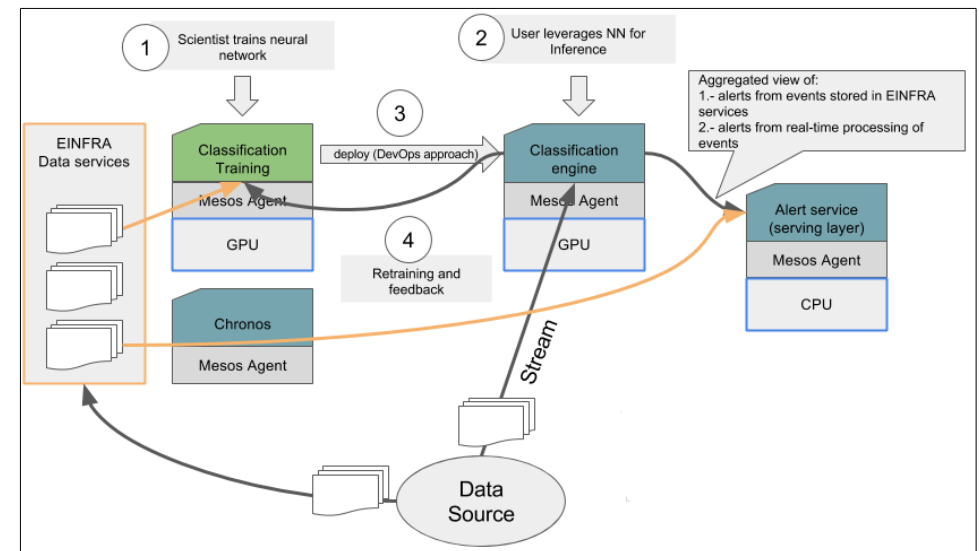 1
Scientist trains neural
network
2
User leverages NN for
Inference
Aggregated view of:
1.- alerts from events stored in EINFRA
services
2.- alerts from real-time processing of
events
EINFRA
Data services
Classification
Training
Mesos Agent
GPU
3
deploy (DevOps approach)
Classification
engine
Mesos Agent
GPU
Alert service
(serving layer)
Mesos Agent
CPU
4
Retraining and
feedback
Chronos
Mesos Agent
Stream
Data
Source